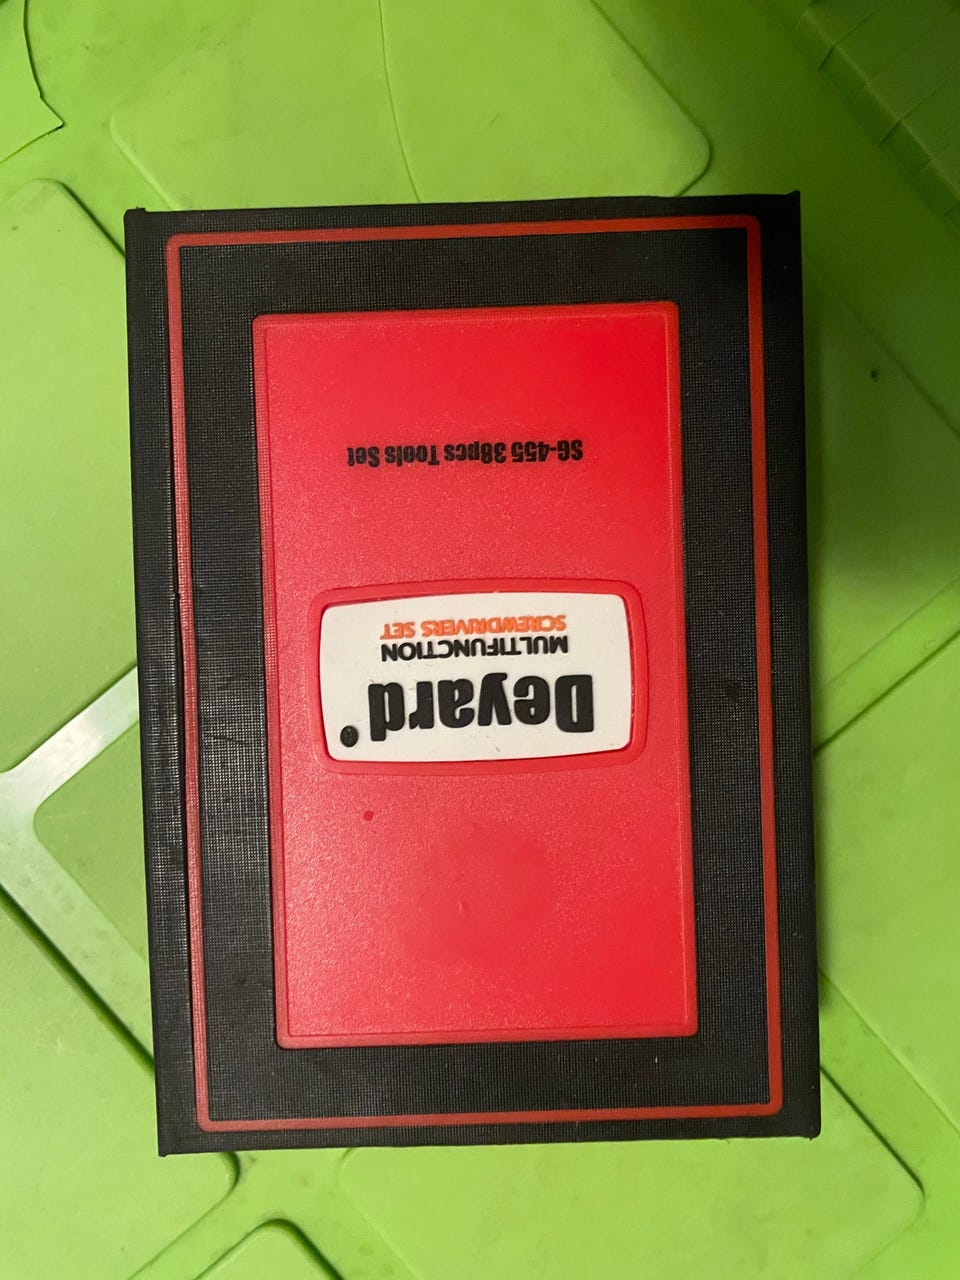 Deyard®
MULTIFUNCTION
SCREWDRIVERS SET
SG-455 38pcs Tools Set